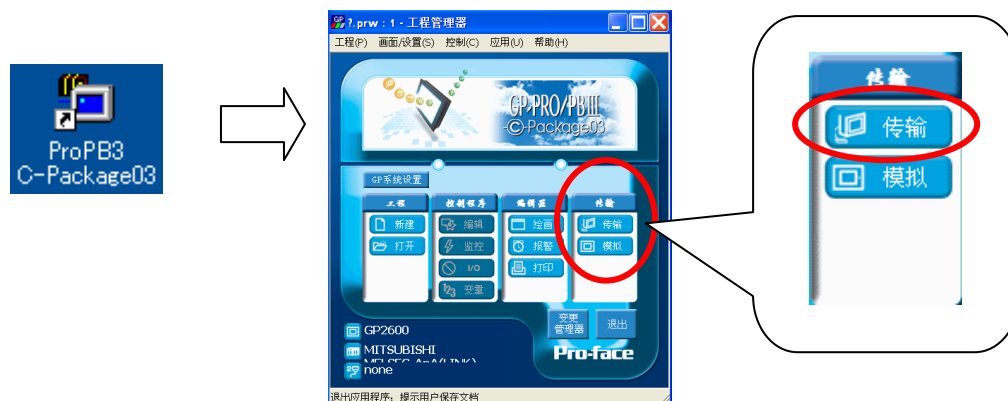 ProPB3
C-Package03
?.prw : 1 - 工程管理器
工程(P) 画面/设置(S) 控制(C) 应用(U) 帮助(H)
GP-PRO/PBIII
C-Package03
GP系统设置
工程 控制程序 编辑器 传输
新建 编辑 绘画 传输
打开 监控 报警 模拟
I/O 打印
123 变量
变更管理器 退出
GP2600
MITSUBISHI
MELSEC-AnA(LINK)
none
Pro-face
退出应用程序; 提示用户保存文档
传输
传输
模拟